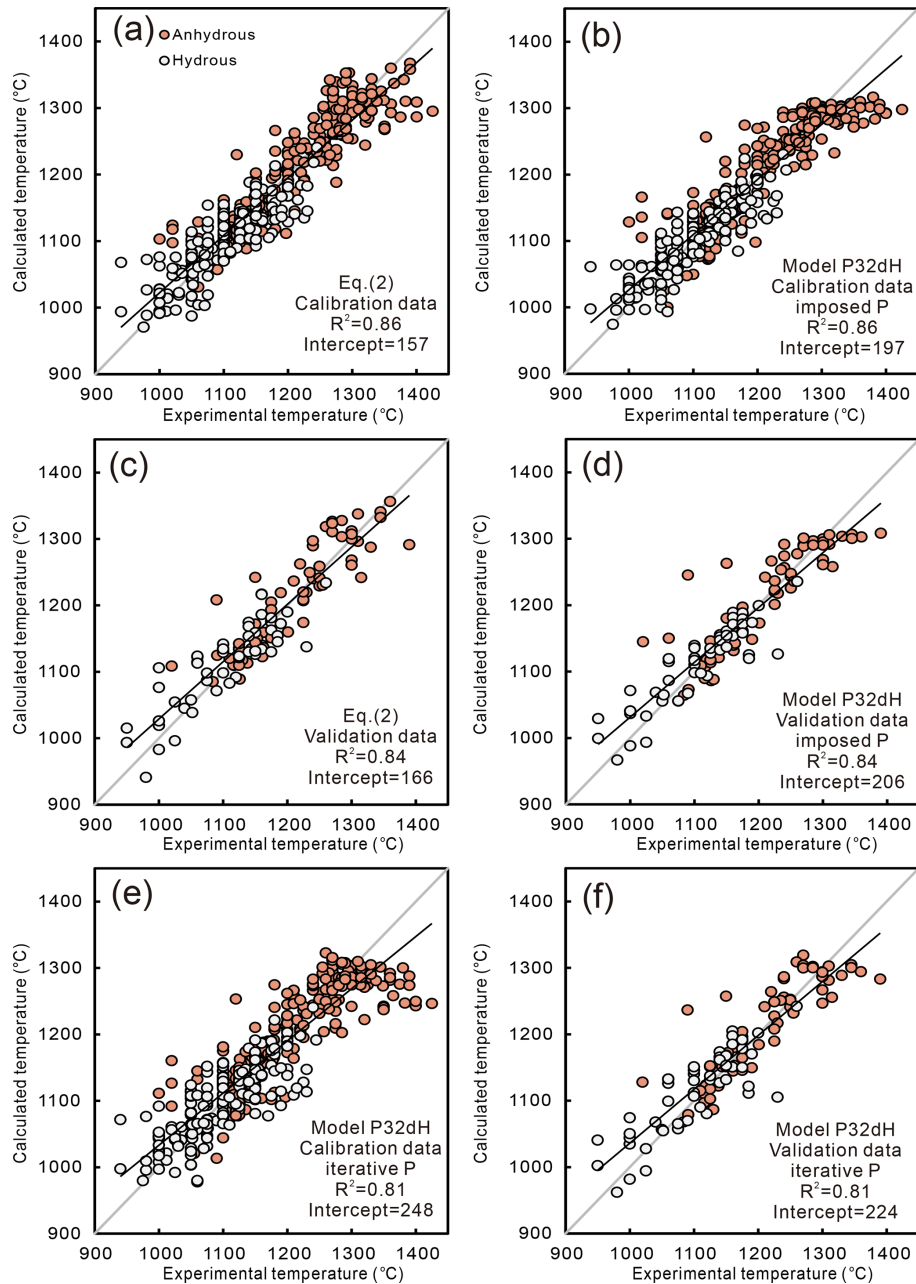 (a)
Anhydrous
Hydrous
1400
1300
1200
1100
1000
900
Calculated temperature (°C)
Eq.(2)
Calibration data
R²=0.86
Intercept=157
900 1000 1100 1200 1300 1400
Experimental temperature (°C)
(b)
1400
1300
1200
1100
1000
900
Calculated temperature (°C)
Model P32dH
Calibration data
imposed P
R²=0.86
Intercept=197
900 1000 1100 1200 1300 1400
Experimental temperature (°C)
(c)
1400
1300
1200
1100
1000
900
Calculated temperature (°C)
Eq.(2)
Validation data
R²=0.84
Intercept=166
900 1000 1100 1200 1300 1400
Experimental temperature (°C)
(d)
1400
1300
1200
1100
1000
900
Calculated temperature (°C)
Model P32dH
Validation data
imposed P
R²=0.84
Intercept=206
900 1000 1100 1200 1300 1400
Experimental temperature (°C)
(e)
1400
1300
1200
1100
1000
900
Calculated temperature (°C)
Model P32dH
Calibration data
iterative P
R²=0.81
Intercept=248
900 1000 1100 1200 1300 1400
Experimental temperature (°C)
(f)
1400
1300
1200
1100
1000
900
Calculated temperature (°C)
Model P32dH
Validation data
iterative P
R²=0.81
Intercept=224
900 1000 1100 1200 1300 1400
Experimental temperature (°C)